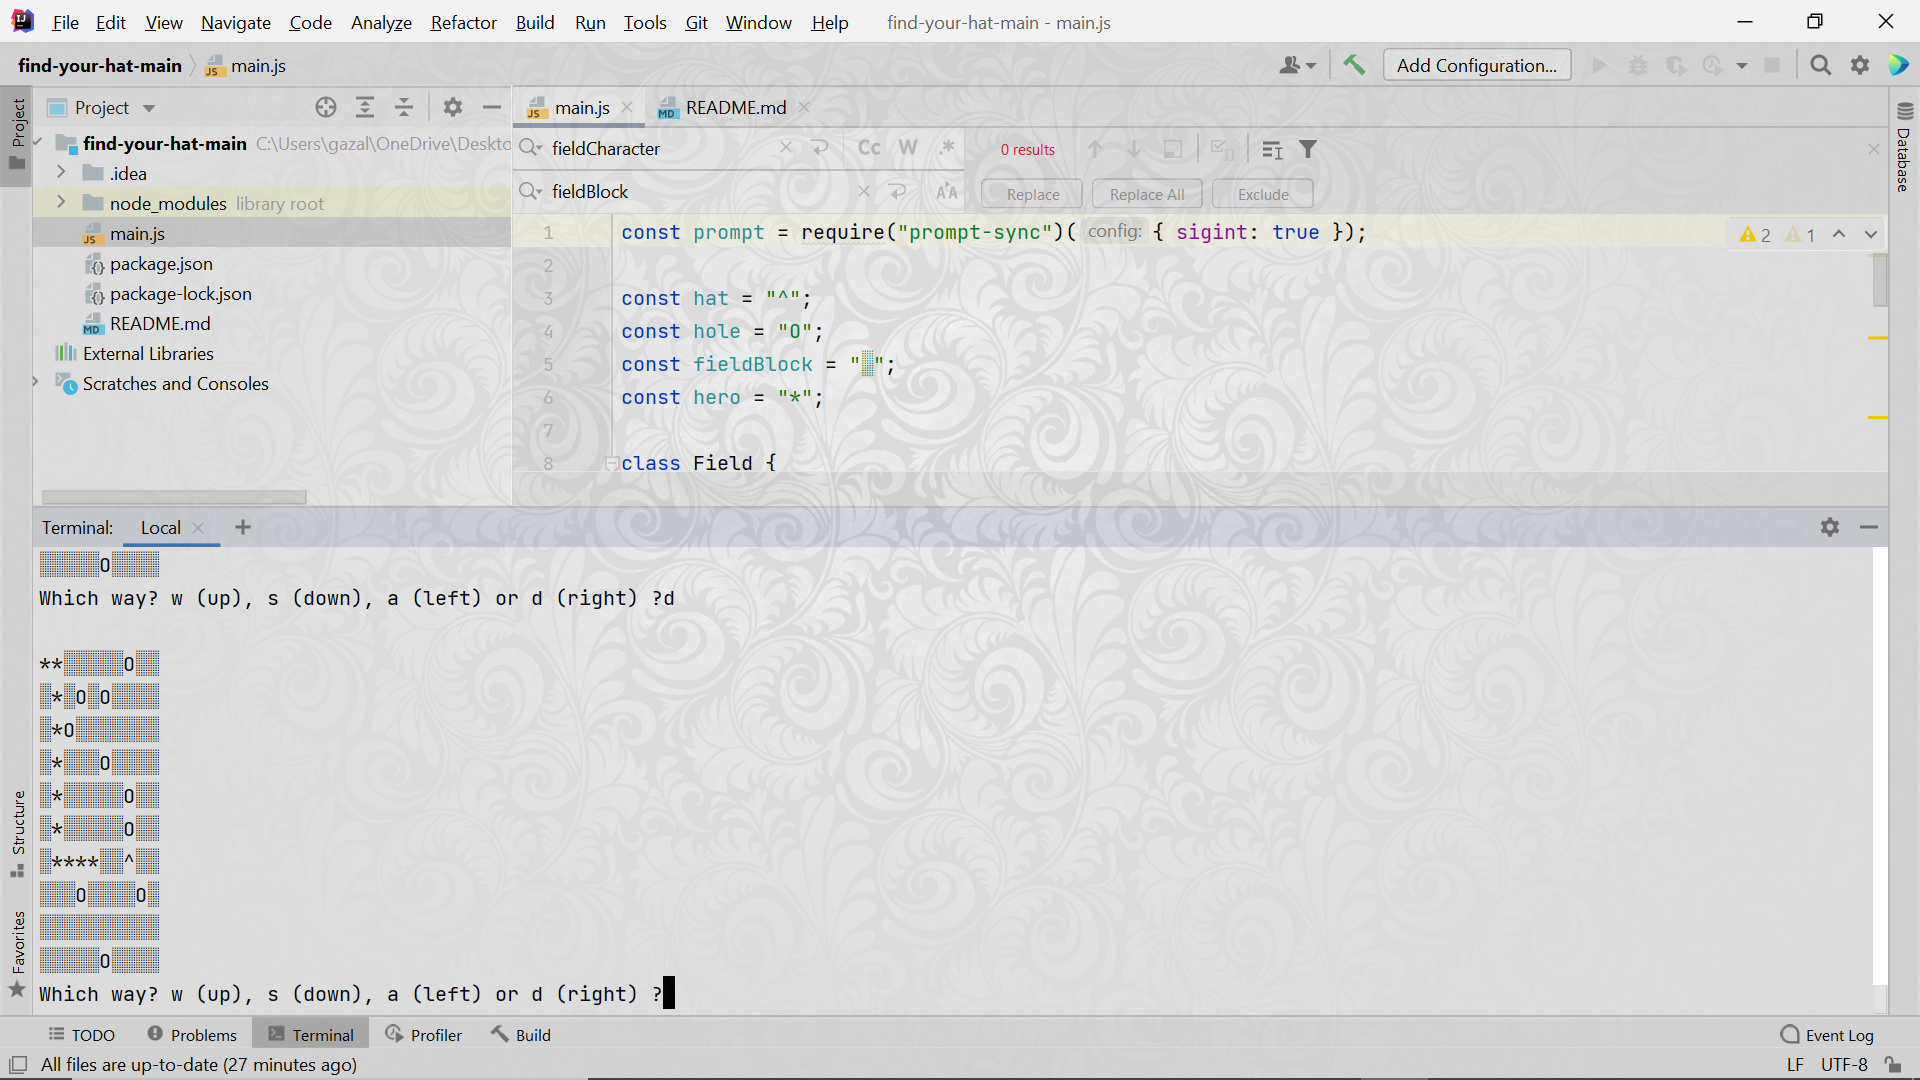 File Edit View Navigate Code Analyze Refactor Build Run Tools Git Window Help find-your-hat-main - main.js
find-your-hat-main main.js Add Configuration...
Project main.js README.md
Project
find-your-hat-main C:\Users\gazal\OneDrive\Deskto
.idea
node_modules library root
main.js
package.json
package-lock.json
README.md
External Libraries
Scratches and Consoles
fieldCharacter Cc W .* 0 results
fieldBlock Replace Replace All Exclude
Database
1 const prompt = require("prompt-sync")( config: { sigint: true }); 2 1
2
3 const hat = "^";
4 const hole = "O";
5 const fieldBlock = "░";
6 const hero = "*";
7
8 class Field {
Terminal: Local
░░░░░O░░░░
Which way? w (up), s (down), a (left) or d (right) ?d
**░░░░░O░░
░*░O░O░░░░
░*O░░░░░░░
░*░░░O░░░░
░*░░░░░O░░
░*░░░░░O░░
░****░░^░░
░░░O░░░░O░
░░░░░░░░░░
░░░░░O░░░░
Which way? w (up), s (down), a (left) or d (right) ?
Structure
Favorites
TODO Problems Terminal Profiler Build Event Log
All files are up-to-date (27 minutes ago) LF UTF-8